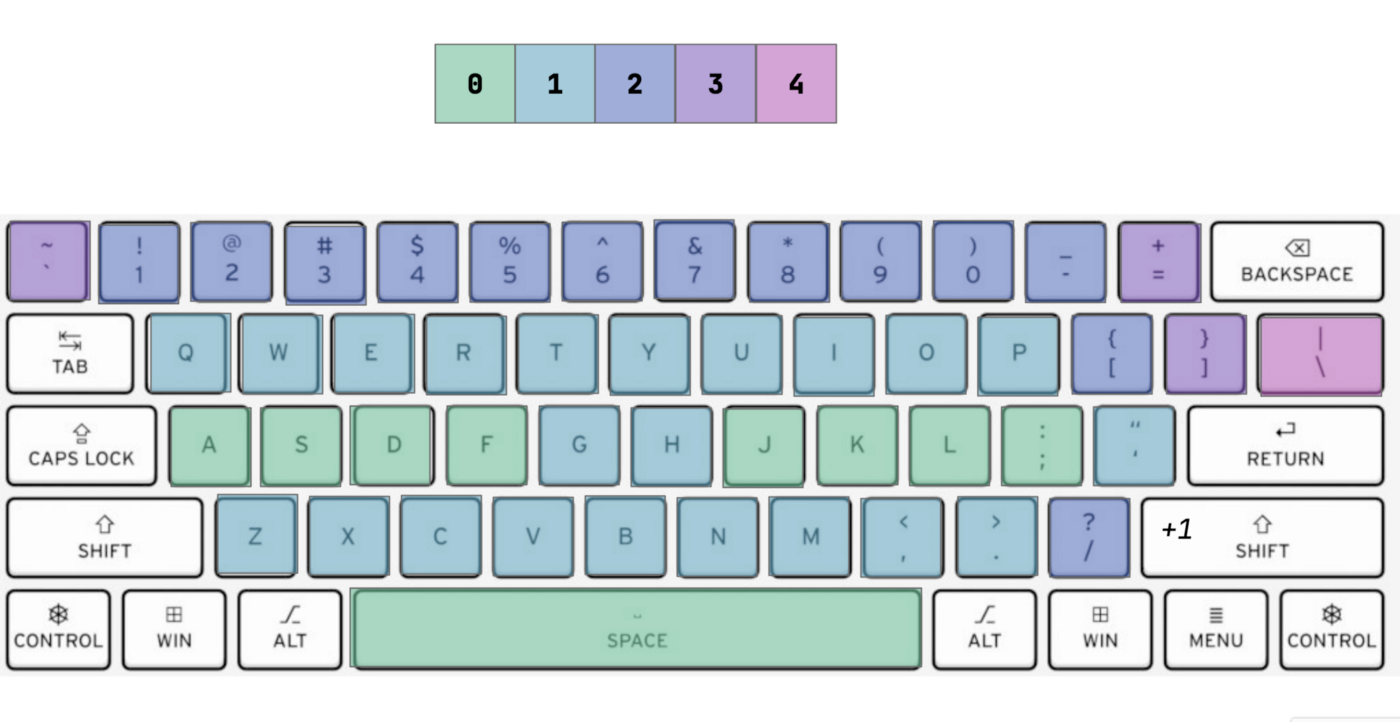 0 1 2 3 4
~ ! @ # $ % ^ & * ( ) _ +
` 1 2 3 4 5 6 7 8 9 0 - = BACKSPACE
TAB Q W E R T Y U I O P { [ } ] | \
CAPS LOCK A S D F G H J K L : ; “ ‘ RETURN
SHIFT Z X C V B N M < , > . ? / +1 SHIFT
CONTROL WIN ALT SPACE ALT WIN MENU CONTROL